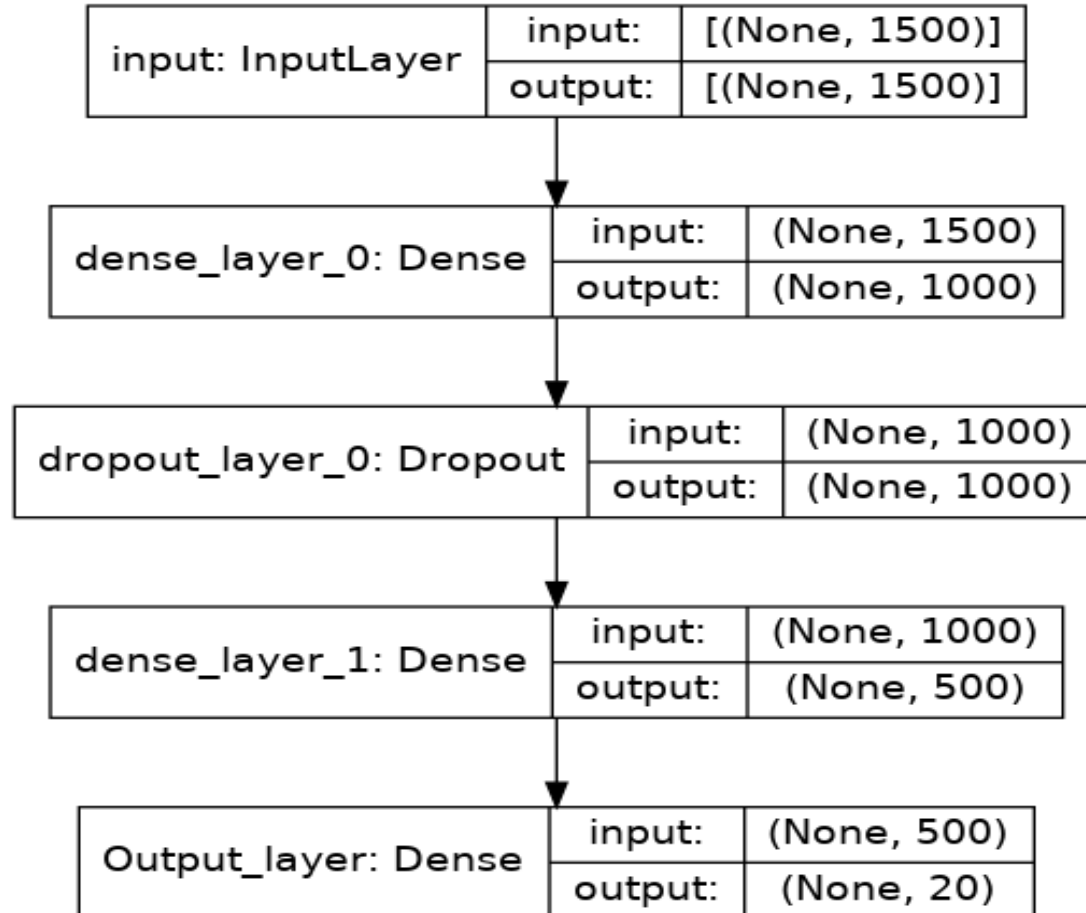 input: InputLayer input: [(None, 1500)]
output: [(None, 1500)]
dense_layer_0: Dense input: (None, 1500)
output: (None, 1000)
dropout_layer_0: Dropout input: (None, 1000)
output: (None, 1000)
dense_layer_1: Dense input: (None, 1000)
output: (None, 500)
Output_layer: Dense input: (None, 500)
output: (None, 20)